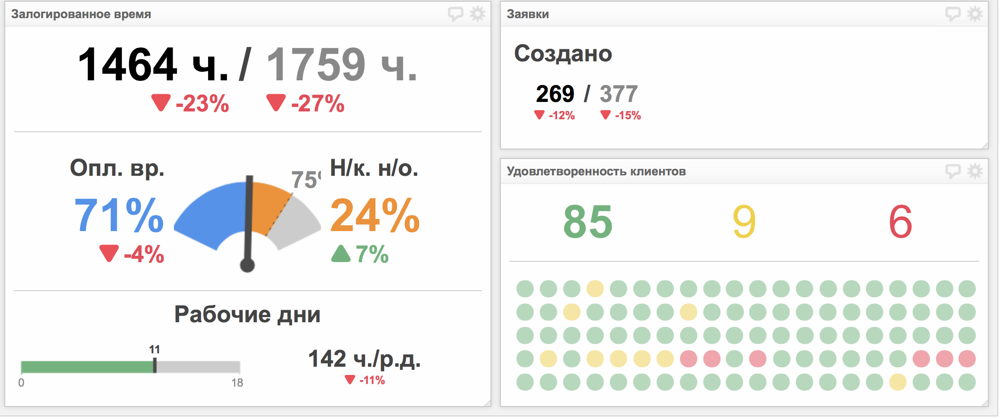 Залогированное время
1464 ч. / 1759 ч.
-23% -27%
Опл. вр.
71%
-4%
75
Н/к. н/о.
24%
7%
Рабочие дни
11
0 18
142 ч./р.д.
-11%
Заявки
Создано
269 / 377
-12% -15%
Удовлетворенность клиентов
85 9 6